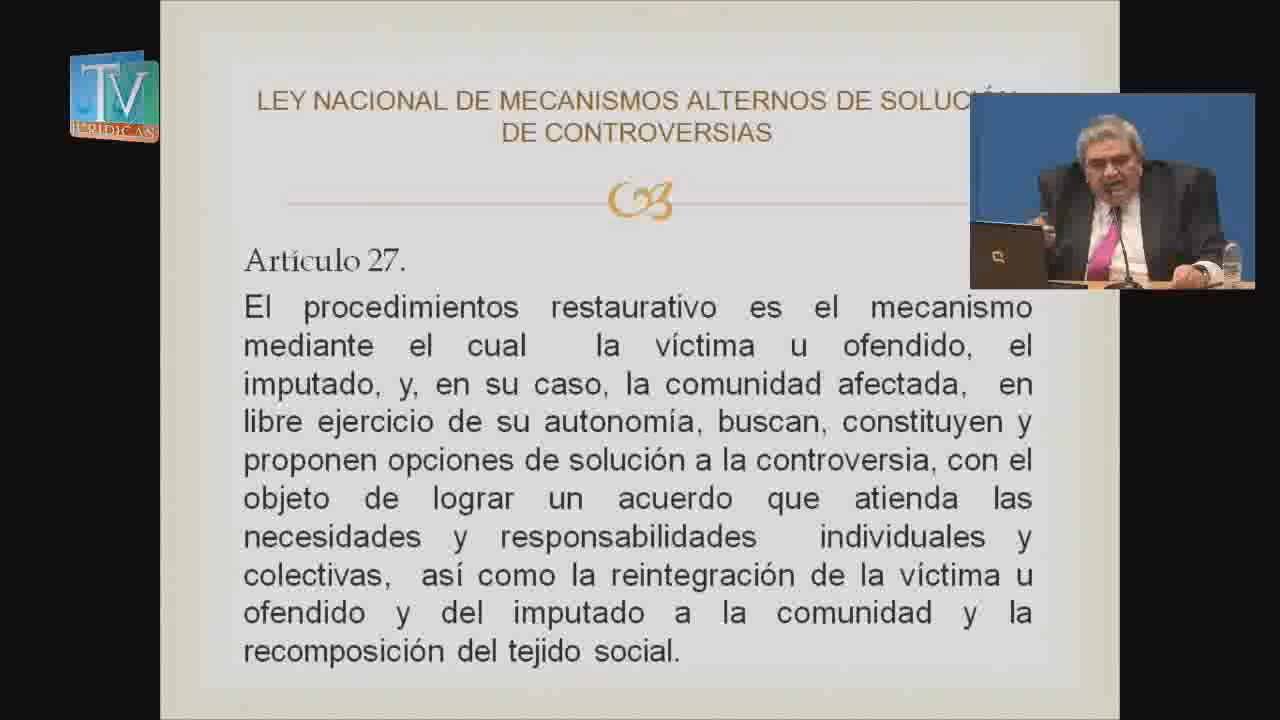 TV
JURIDICAS
LEY NACIONAL DE MECANISMOS ALTERNOS DE SOLUCIÓN
DE CONTROVERSIAS
Artículo 27.
El procedimientos restaurativo es el mecanismo
mediante el cual la víctima u ofendido, el
imputado, y, en su caso, la comunidad afectada, en
libre ejercicio de su autonomía, buscan, constituyen y
proponen opciones de solución a la controversia, con el
objeto de lograr un acuerdo que atienda las
necesidades y responsabilidades individuales y
colectivas, así como la reintegración de la víctima u
ofendido y del imputado a la comunidad y la
recomposición del tejido social.